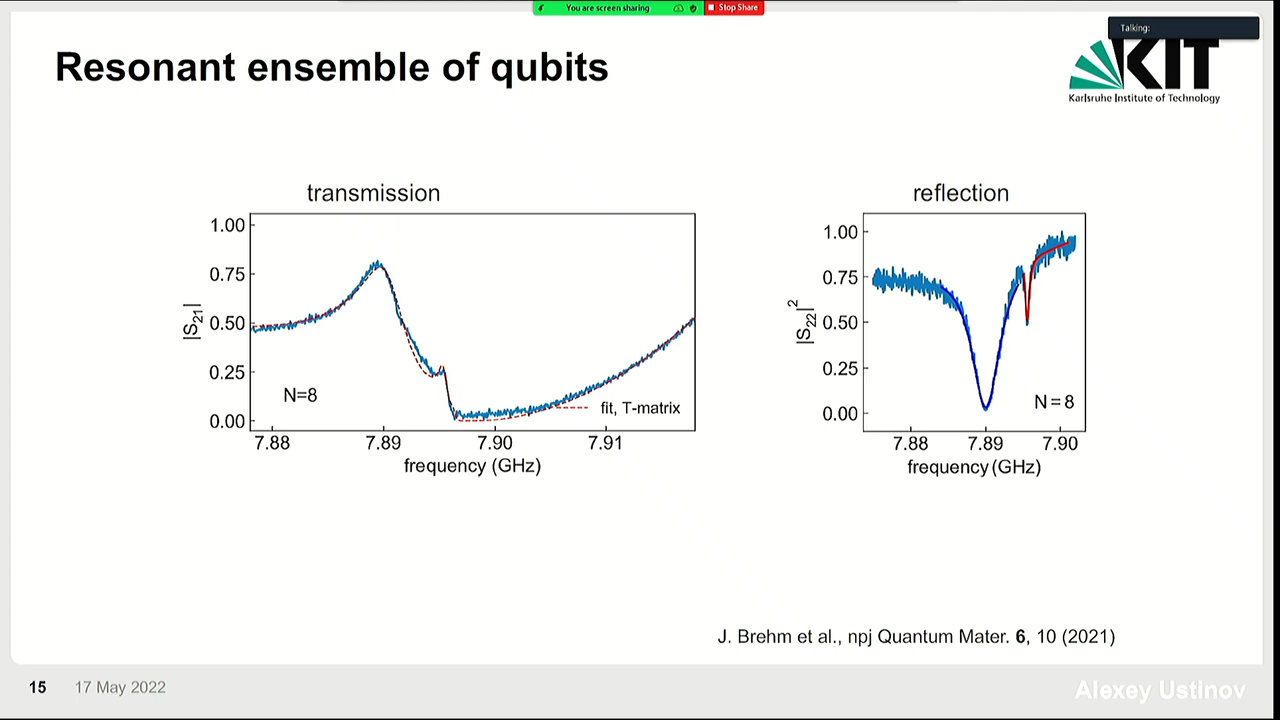 You are screen sharing
Stop Share
Talking:
Resonant ensemble of qubits
KIT
Karlsruhe Institute of Technology
transmission
1.00
0.75
0.50
0.25
0.00
|S21|
N=8
fit, T-matrix
7.88
7.89
7.90
7.91
frequency (GHz)
reflection
1.00
0.75
0.50
0.25
0.00
|S22|2
N = 8
7.88
7.89
7.90
frequency (GHz)
J. Brehm et al., npj Quantum Mater. 6, 10 (2021)
15
17 May 2022
Alexey Ustinov